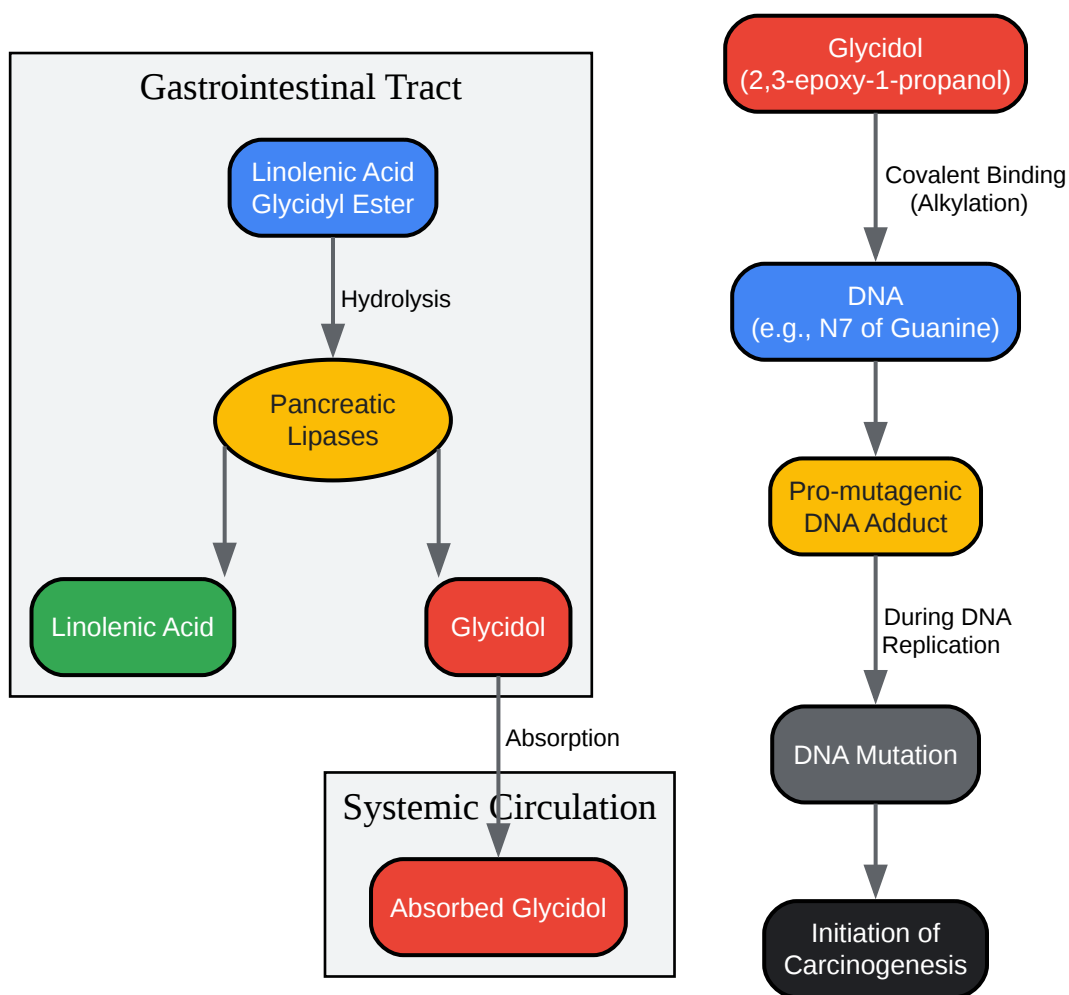 Gastrointestinal Tract
Linolenic Acid
Glycidyl Ester
Hydrolysis
Pancreatic
Lipases
Linolenic Acid
Glycidol
Absorption
Systemic Circulation
Absorbed Glycidol
Glycidol
(2,3-epoxy-1-propanol)
Covalent Binding
(Alkylation)
DNA
(e.g., N7 of Guanine)
Pro-mutagenic
DNA Adduct
During DNA
Replication
DNA Mutation
Initiation of
Carcinogenesis